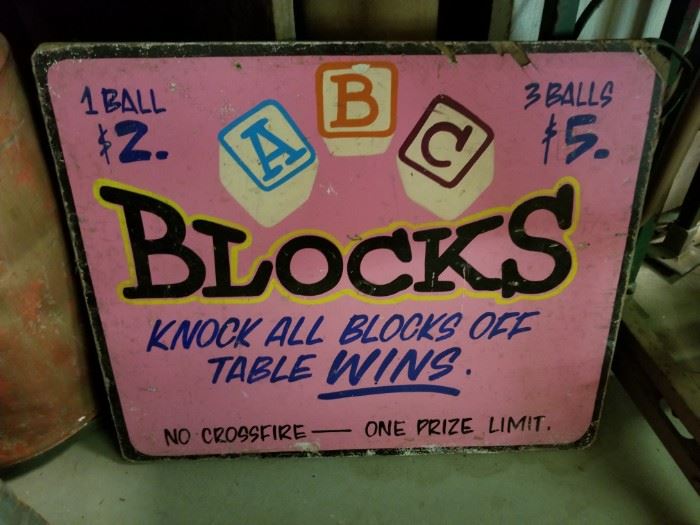 1 BALL
$2.
3 BALLS
$5.
A B C
BLOCKS
KNOCK ALL BLOCKS OFF
TABLE WINS.
NO CROSSFIRE — ONE PRIZE LIMIT.